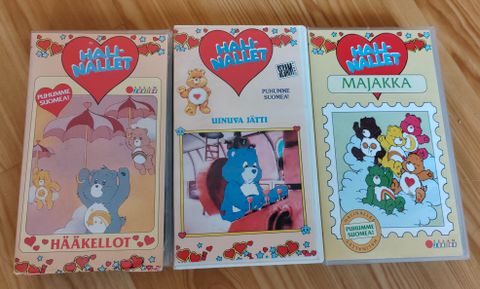 HALI-
NALLET
PUHUMME
SUOMEA!
HÄÄKELLOT
HALI-
NALLET
PUHUMME
SUOMEA!
UINUVA JÄTTI
HALI-
NALLET
MAJAKKA
PUHUMME
SUOMEA!